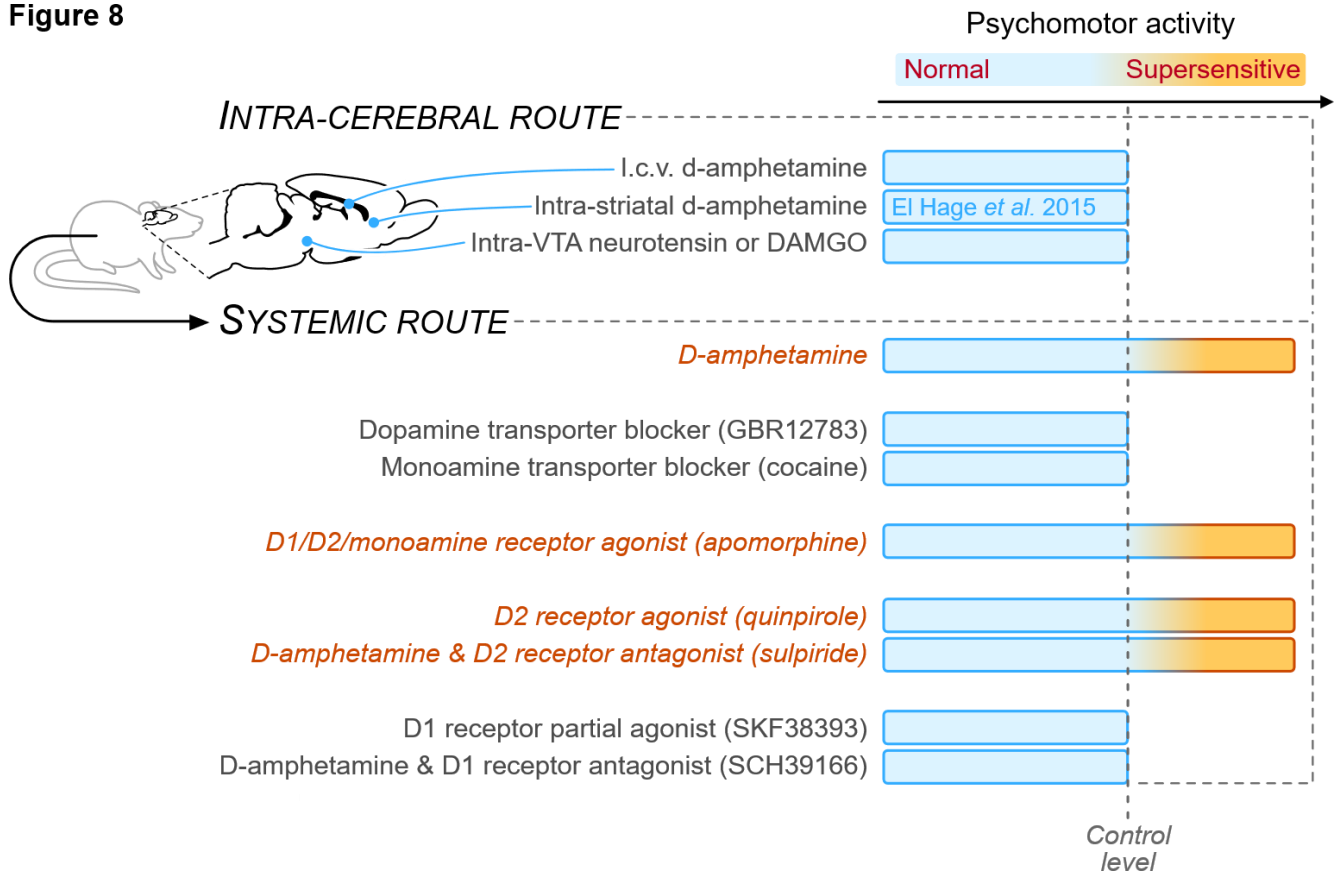 Figure 8
Psychomotor activity
Normal
Supersensitive
INTRA-CEREBRAL ROUTE
I.c.v. d-amphetamine
Intra-striatal d-amphetamine
El Hage et al. 2015
Intra-VTA neurotensin or DAMGO
SYSTEMIC ROUTE
D-amphetamine
Dopamine transporter blocker (GBR12783)
Monoamine transporter blocker (cocaine)
D1/D2/monoamine receptor agonist (apomorphine)
D2 receptor agonist (quinpirole)
D-amphetamine & D2 receptor antagonist (sulpiride)
D1 receptor partial agonist (SKF38393)
D-amphetamine & D1 receptor antagonist (SCH39166)
Control
level